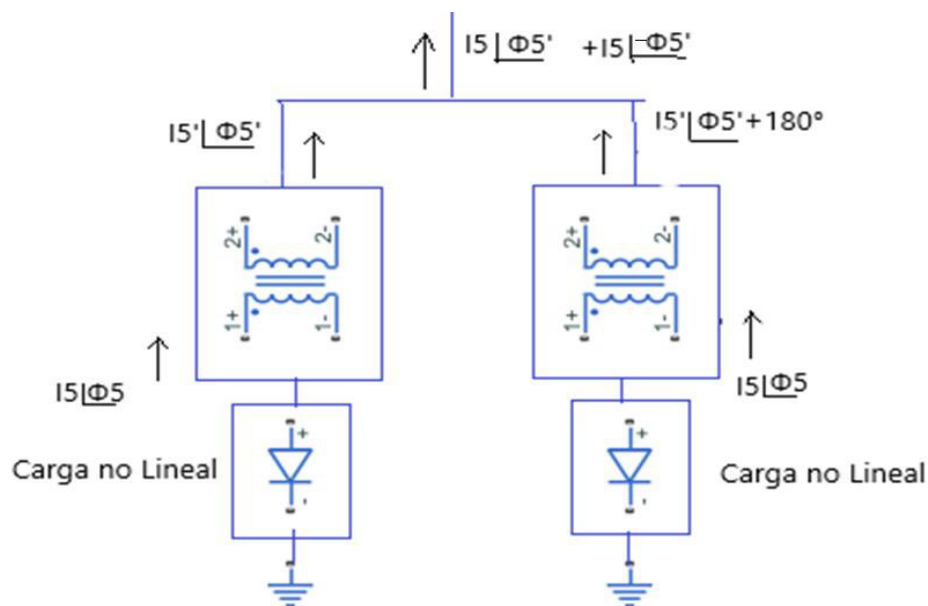 I5⌊Φ5' +I5⌊-Φ5'
I5'⌊Φ5'
I5'⌊Φ5'+180°
2+ 2-
1+ 1-
2+ 2-
1+ 1-
I5⌊Φ5
I5⌊Φ5
+
-
+
-
Carga no Lineal
Carga no Lineal